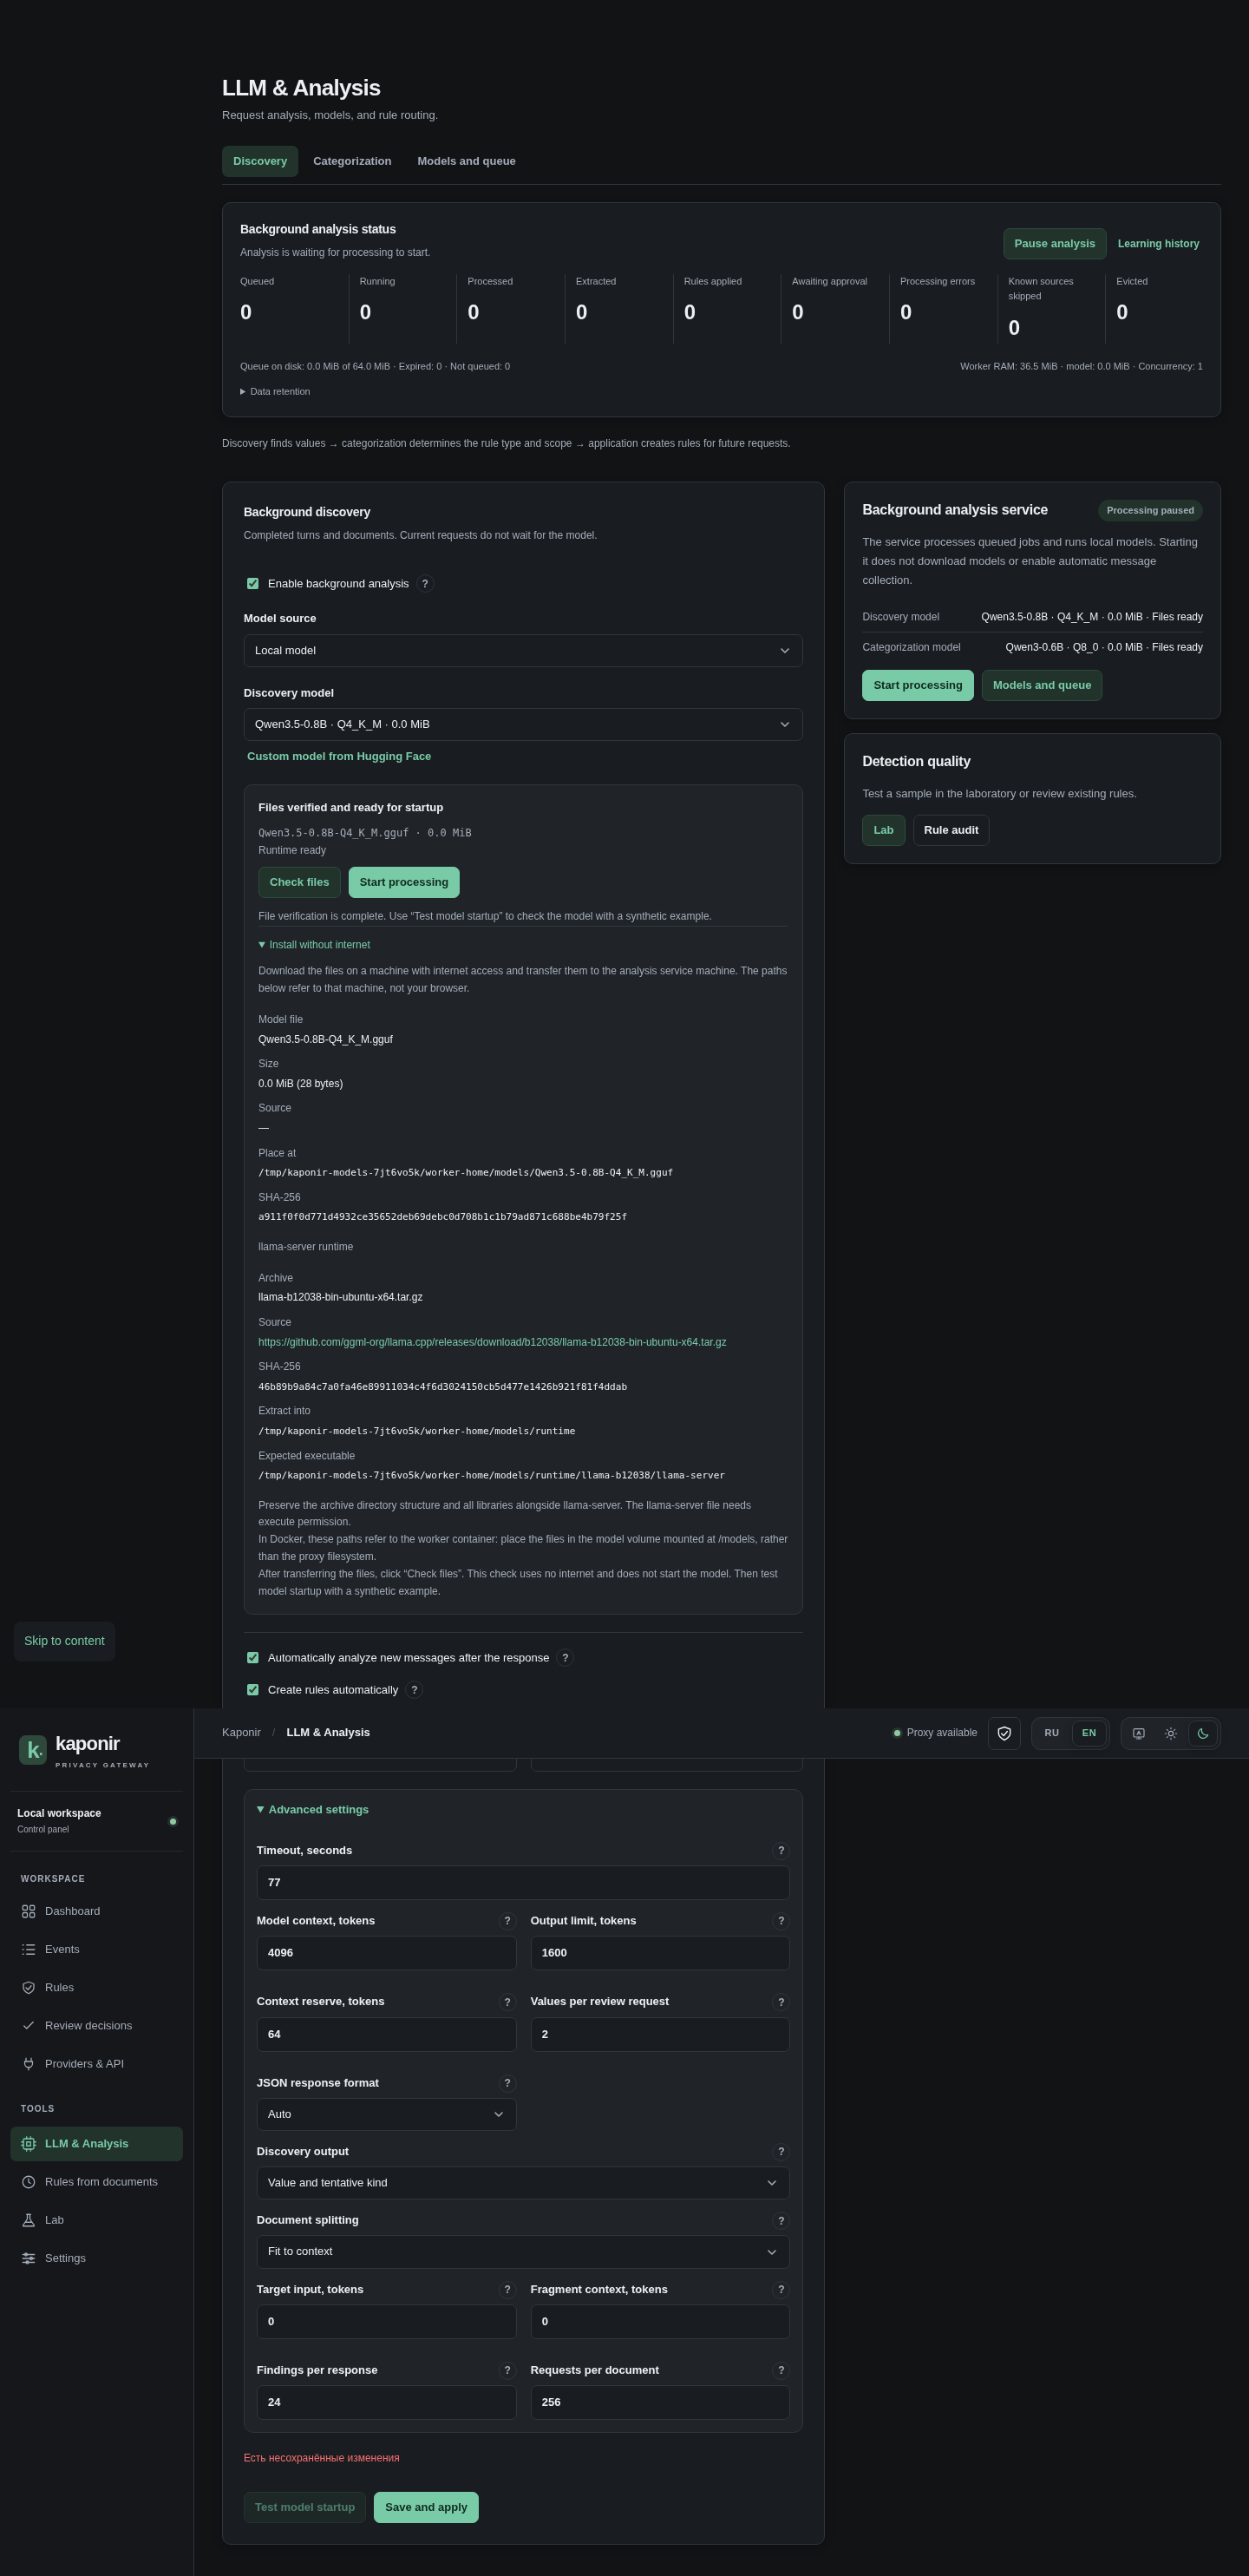 LLM & Analysis
Request analysis, models, and rule routing.
Discovery
Categorization
Models and queue
Background analysis status
Analysis is waiting for processing to start.
Pause analysis
Learning history
Queued
0
Running
0
Processed
0
Extracted
0
Rules applied
0
Awaiting approval
0
Processing errors
0
Known sources
skipped
0
Evicted
0
Queue on disk: 0.0 MiB of 64.0 MiB · Expired: 0 · Not queued: 0
Worker RAM: 36.5 MiB · model: 0.0 MiB · Concurrency: 1
Data retention
Discovery finds values → categorization determines the rule type and scope → application creates rules for future requests.
Background discovery
Completed turns and documents. Current requests do not wait for the model.
Enable background analysis ?
Model source
Local model
Discovery model
Qwen3.5-0.8B · Q4_K_M · 0.0 MiB
Custom model from Hugging Face
Files verified and ready for startup
Qwen3.5-0.8B-Q4_K_M.gguf · 0.0 MiB
Runtime ready
Check files
Start processing
File verification is complete. Use “Test model startup” to check the model with a synthetic example.
Install without internet
Download the files on a machine with internet access and transfer them to the analysis service machine. The paths
below refer to that machine, not your browser.
Model file
Qwen3.5-0.8B-Q4_K_M.gguf
Size
0.0 MiB (28 bytes)
Source
—
Place at
/tmp/kaponir-models-7jt6vo5k/worker-home/models/Qwen3.5-0.8B-Q4_K_M.gguf
SHA-256
a911f0f0d771d4932ce35652deb69debc0d708b1c1b79ad871c688be4b79f25f
llama-server runtime
Archive
llama-b12038-bin-ubuntu-x64.tar.gz
Source
https://github.com/ggml-org/llama.cpp/releases/download/b12038/llama-b12038-bin-ubuntu-x64.tar.gz
SHA-256
46b89b9a84c7a0fa46e89911034c4f6d3024150cb5d477e1426b921f81f4ddab
Extract into
/tmp/kaponir-models-7jt6vo5k/worker-home/models/runtime
Expected executable
/tmp/kaponir-models-7jt6vo5k/worker-home/models/runtime/llama-b12038/llama-server
Preserve the archive directory structure and all libraries alongside llama-server. The llama-server file needs
execute permission.
In Docker, these paths refer to the worker container: place the files in the model volume mounted at /models, rather
than the proxy filesystem.
After transferring the files, click “Check files”. This check uses no internet and does not start the model. Then test
model startup with a synthetic example.
Automatically analyze new messages after the response ?
Create rules automatically ?
Background analysis service
Processing paused
The service processes queued jobs and runs local models. Starting
it does not download models or enable automatic message
collection.
Discovery model
Qwen3.5-0.8B · Q4_K_M · 0.0 MiB · Files ready
Categorization model
Qwen3-0.6B · Q8_0 · 0.0 MiB · Files ready
Start processing
Models and queue
Detection quality
Test a sample in the laboratory or review existing rules.
Lab
Rule audit
Skip to content
k.
kaponir
PRIVACY GATEWAY
Kaponir / LLM & Analysis
Proxy available
RU
EN
Local workspace
Control panel
WORKSPACE
Dashboard
Events
Rules
Review decisions
Providers & API
TOOLS
LLM & Analysis
Rules from documents
Lab
Settings
Advanced settings
Timeout, seconds ?
77
Model context, tokens ?
4096
Output limit, tokens ?
1600
Context reserve, tokens ?
64
Values per review request ?
2
JSON response format ?
Auto
Discovery output ?
Value and tentative kind
Document splitting ?
Fit to context
Target input, tokens ?
0
Fragment context, tokens ?
0
Findings per response ?
24
Requests per document ?
256
Есть несохранённые изменения
Test model startup
Save and apply